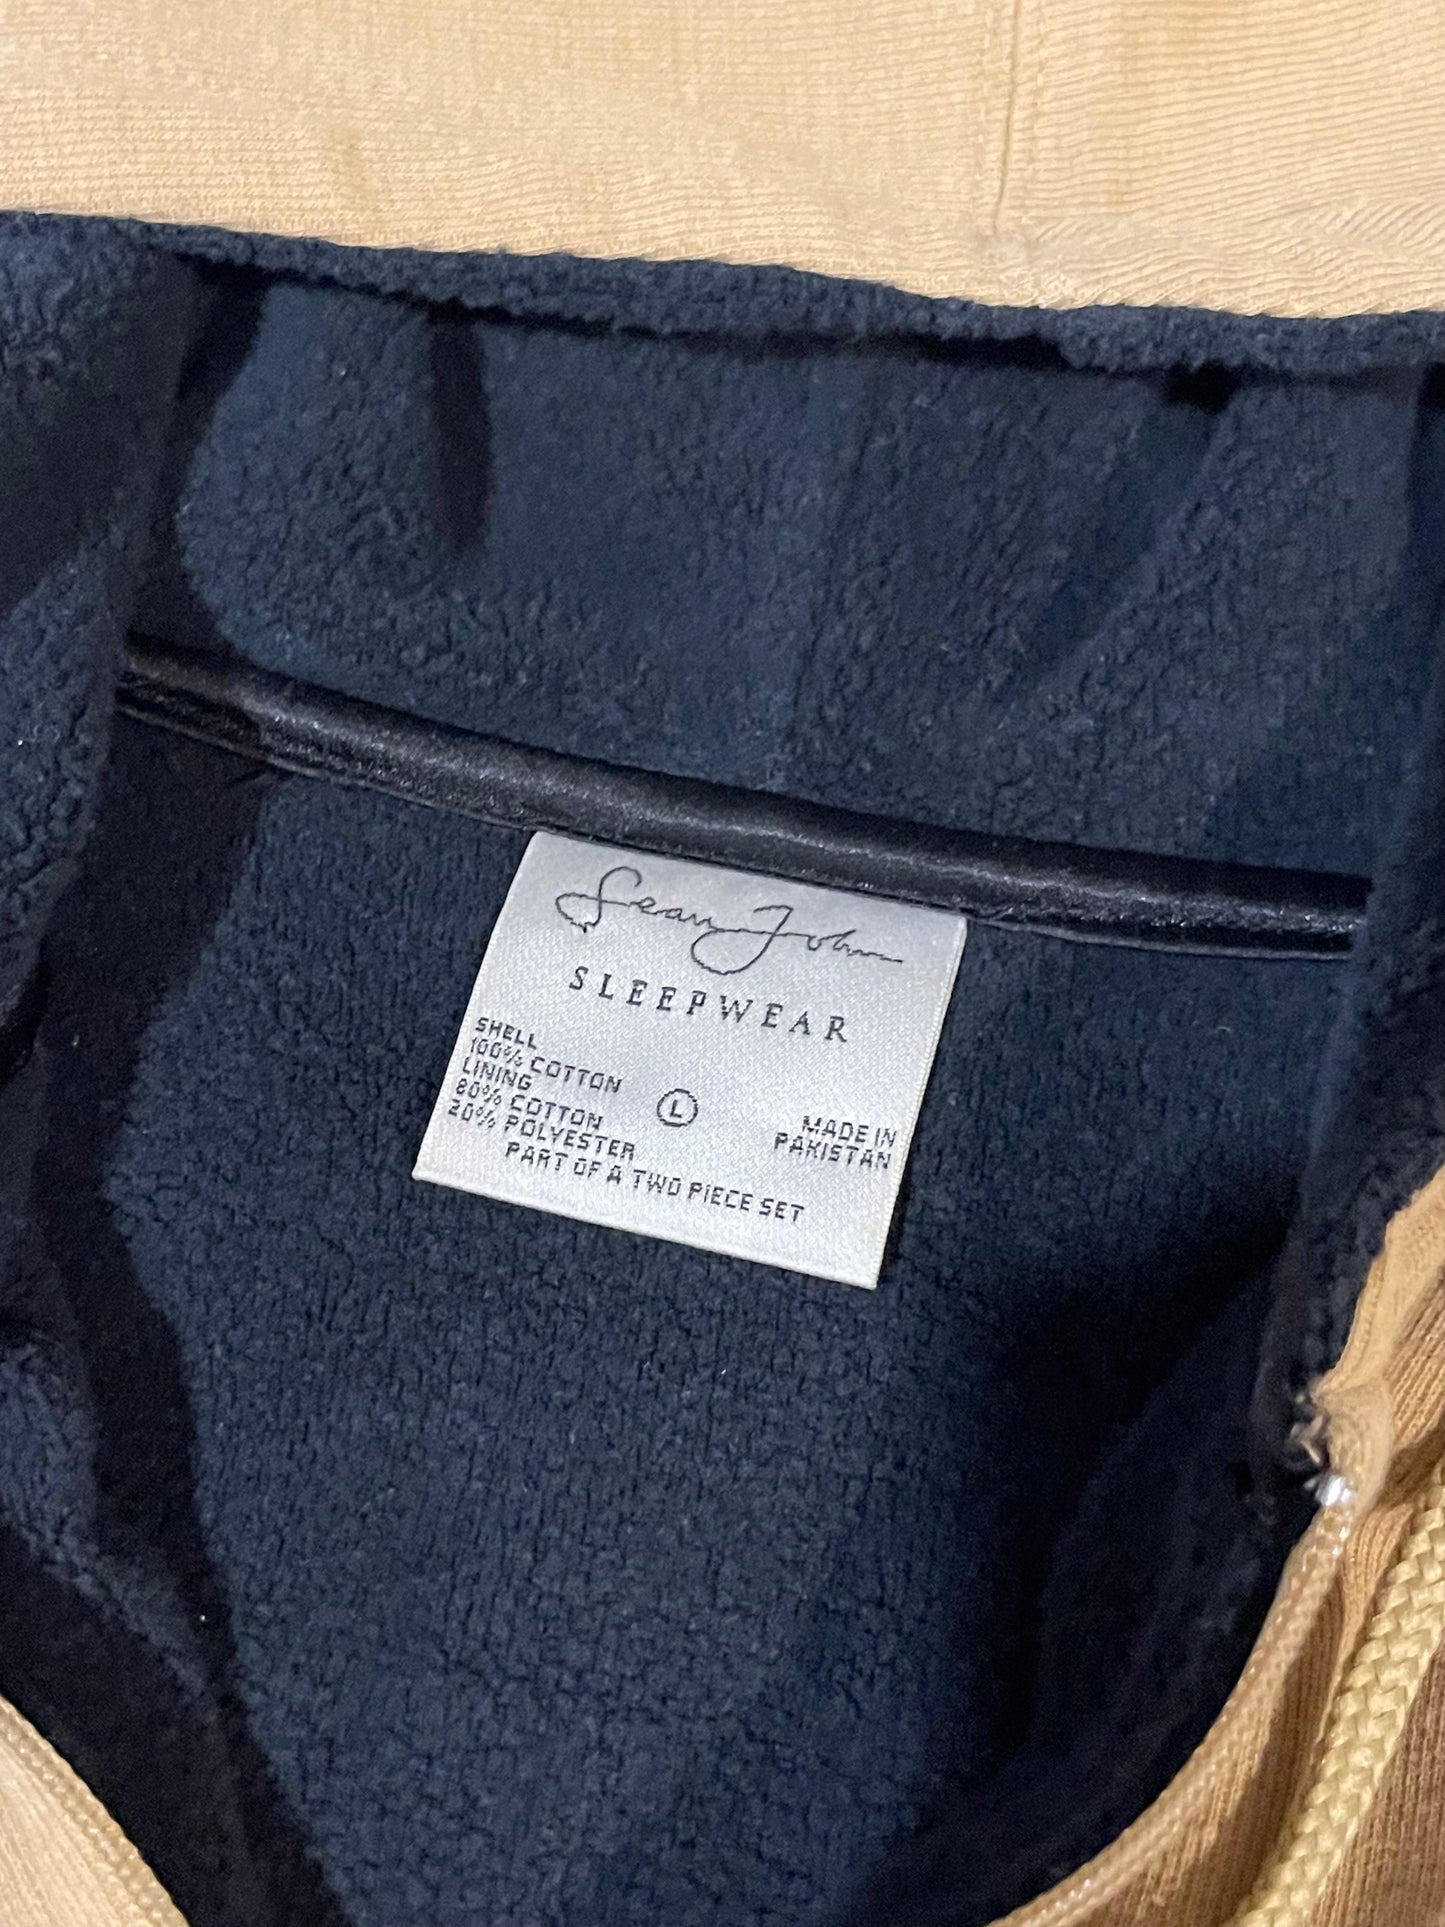 Sean John
SLEEPWEAR
SHELL
100% COTTON
LINING
80% COTTON
20% POLYESTER
L
MADE IN
PAKISTAN
PART OF A TWO PIECE SET